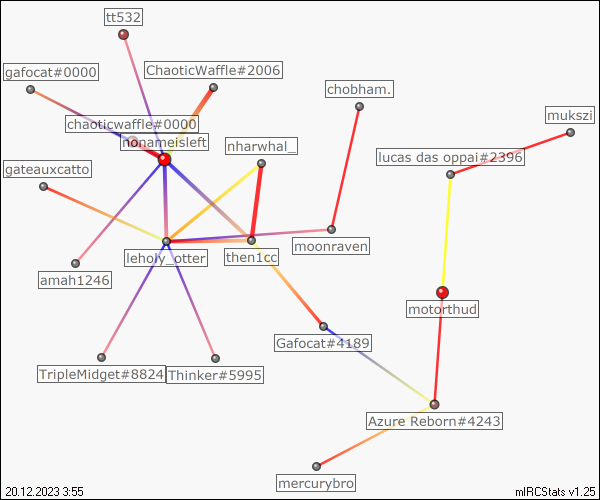 tt532
gafocat#0000
ChaoticWaffle#2006
chobham.
mukszi
chaoticwaffle#0000
nonameisleft
nharwhal_
lucas das oppai#2396
gateauxcatto
moonraven
leholy_otter
then1cc
amah1246
motorthud
Gafocat#4189
TripleMidget#8824
Thinker#5995
Azure Reborn#4243
mercurybro
20.12.2023 3:55
mIRCStats v1.25